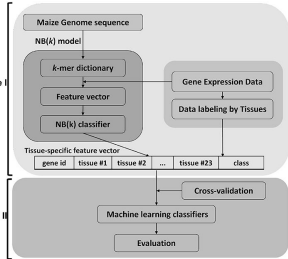 Maize Genome sequence
NB(k) model
k-mer dictionary
Feature vector
NB(k) classifier
Gene Expression Data
Data labeling by Tissues
Tissue-specific feature vector
gene id tissue #1 tissue #2 ... tissue #23 class
Cross-validation
Machine learning classifiers
Evaluation
I
II